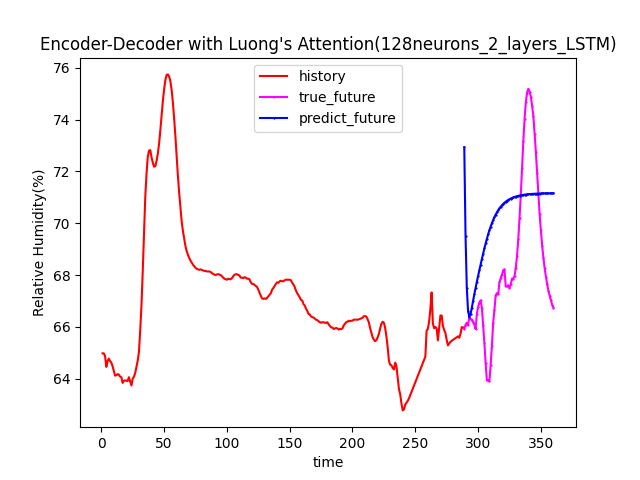 Encoder-Decoder with Luong's Attention(128neurons_2_layers_LSTM)
history
true_future
predict_future
Relative Humidity(%)
76
74
72
70
68
66
64
0 50 100 150 200 250 300 350
time